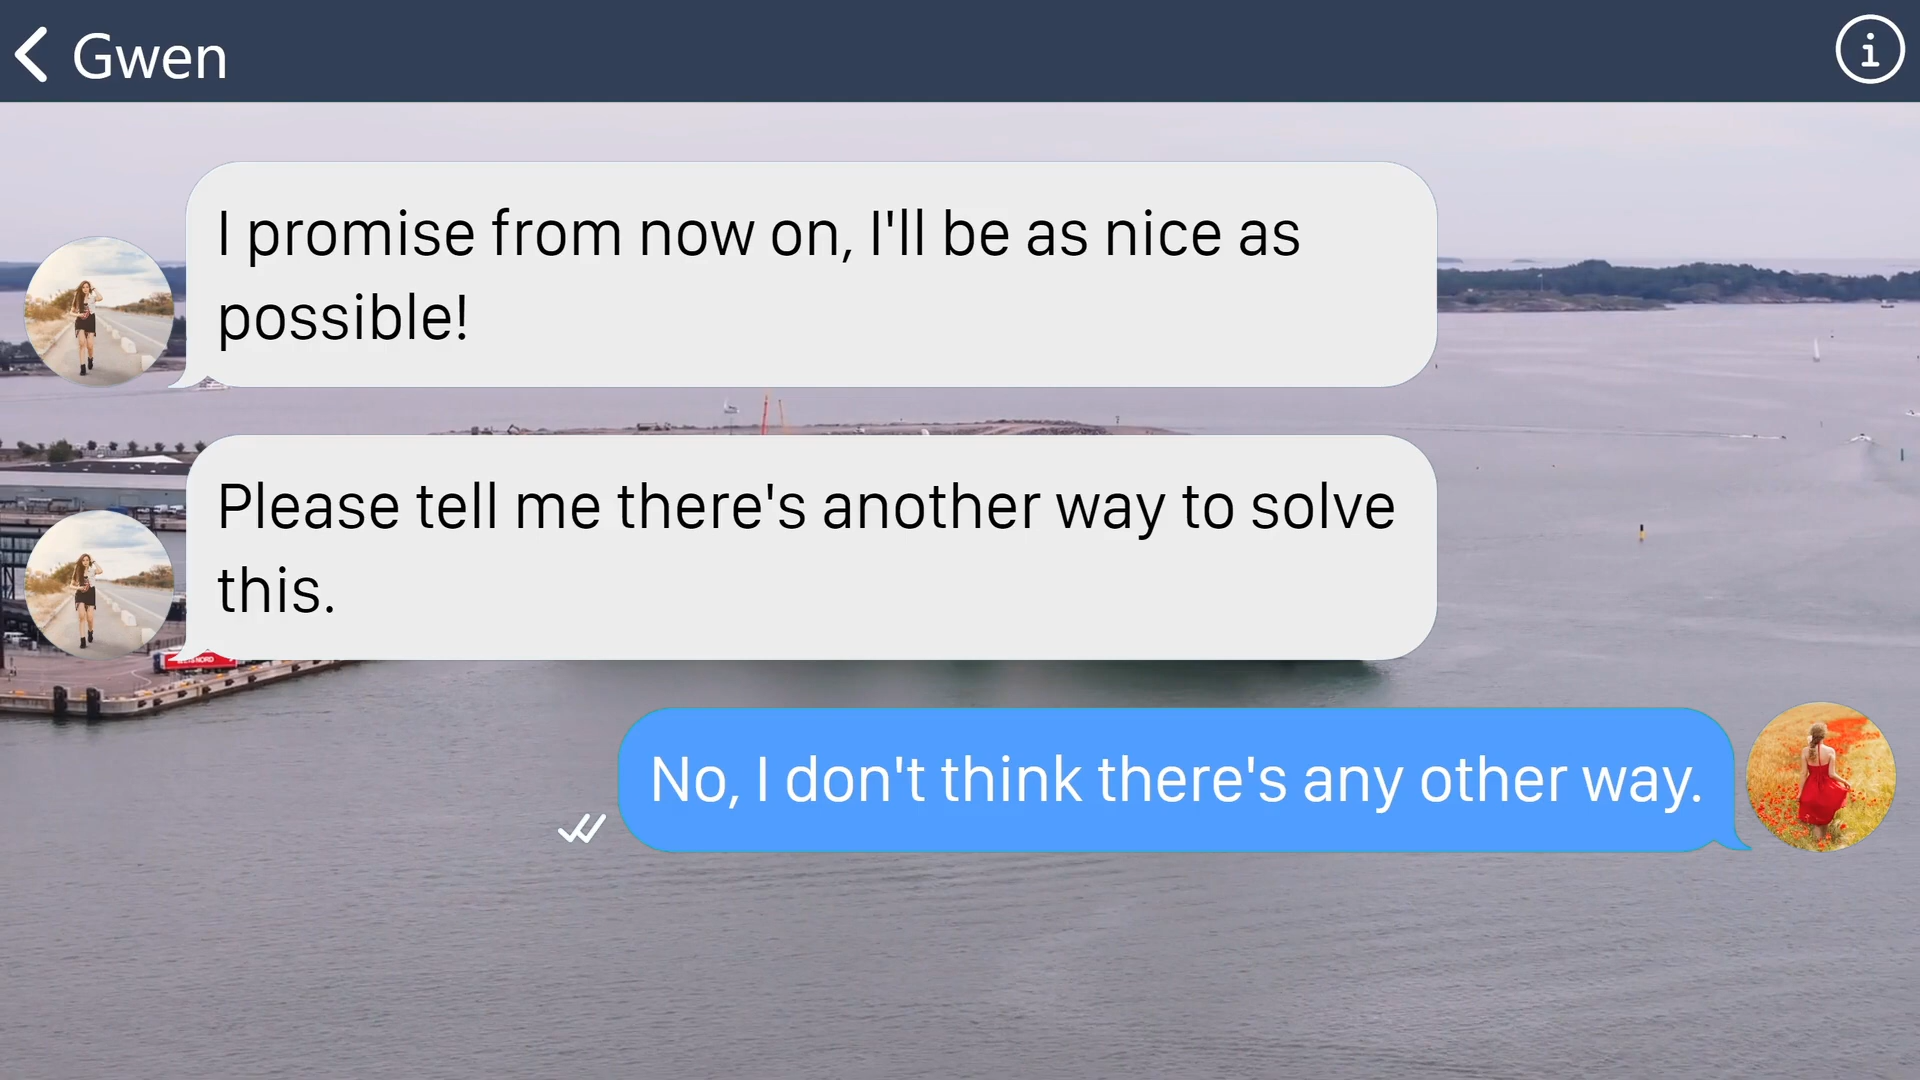 Gwen
I promise from now on, I'll be as nice as
possible!
Please tell me there's another way to solve
this.
No, I don't think there's any other way.